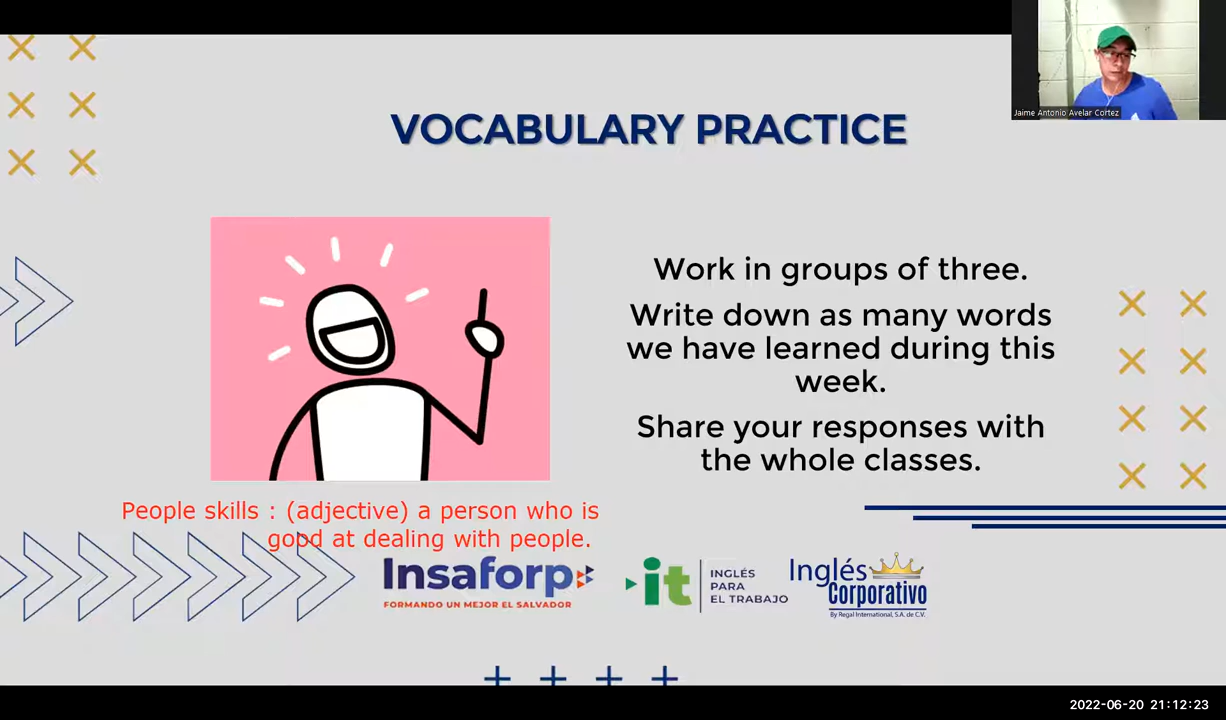 Jaime Antonio Avelar Cortez
VOCABULARY PRACTICE
Work in groups of three.
Write down as many words
we have learned during this
week.
Share your responses with
the whole classes.
People skills : (adjective) a person who is
good at dealing with people.
Insaforp
FORMANDO UN MEJOR EL SALVADOR
it
INGLÉS
PARA
EL TRABAJO
Inglés
Corporativo
By Regal International, S.A. de C.V.
2022-06-20 21:12:23